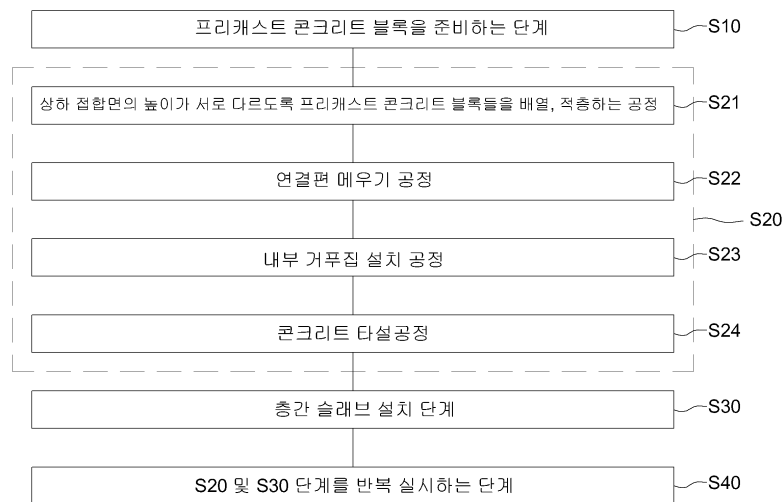 프리캐스트 콘크리트 블록을 준비하는 단계 S10
상하 접합면의 높이가 서로 다르도록 프리캐스트 콘크리트 블록들을 배열, 적층하는 공정 S21
연결편 메우기 공정 S22
S20
내부 거푸집 설치 공정 S23
콘크리트 타설공정 S24
층간 슬래브 설치 단계 S30
S20 및 S30 단계를 반복 실시하는 단계 S40